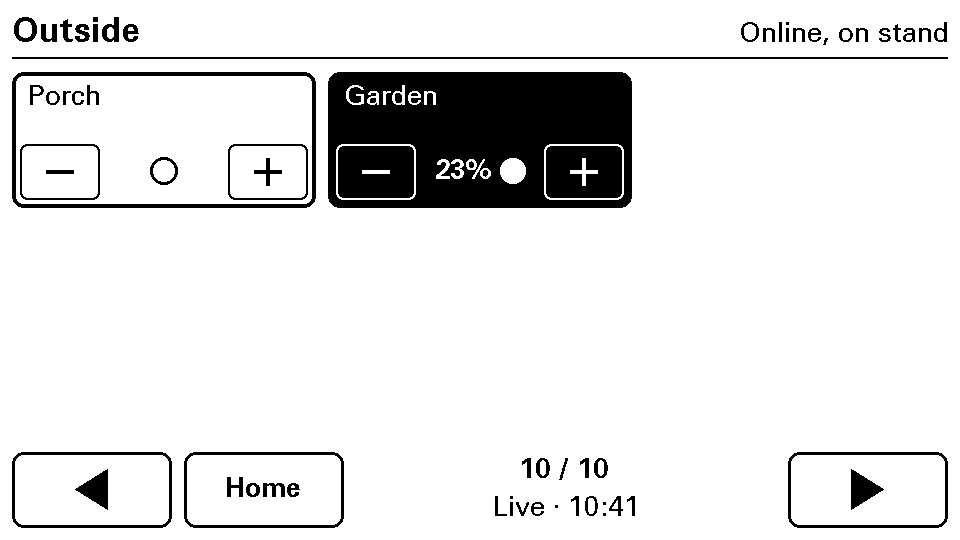 Outside
Online, on stand
Porch
Garden
− +
− 23% +
Home
10 / 10
Live · 10:41